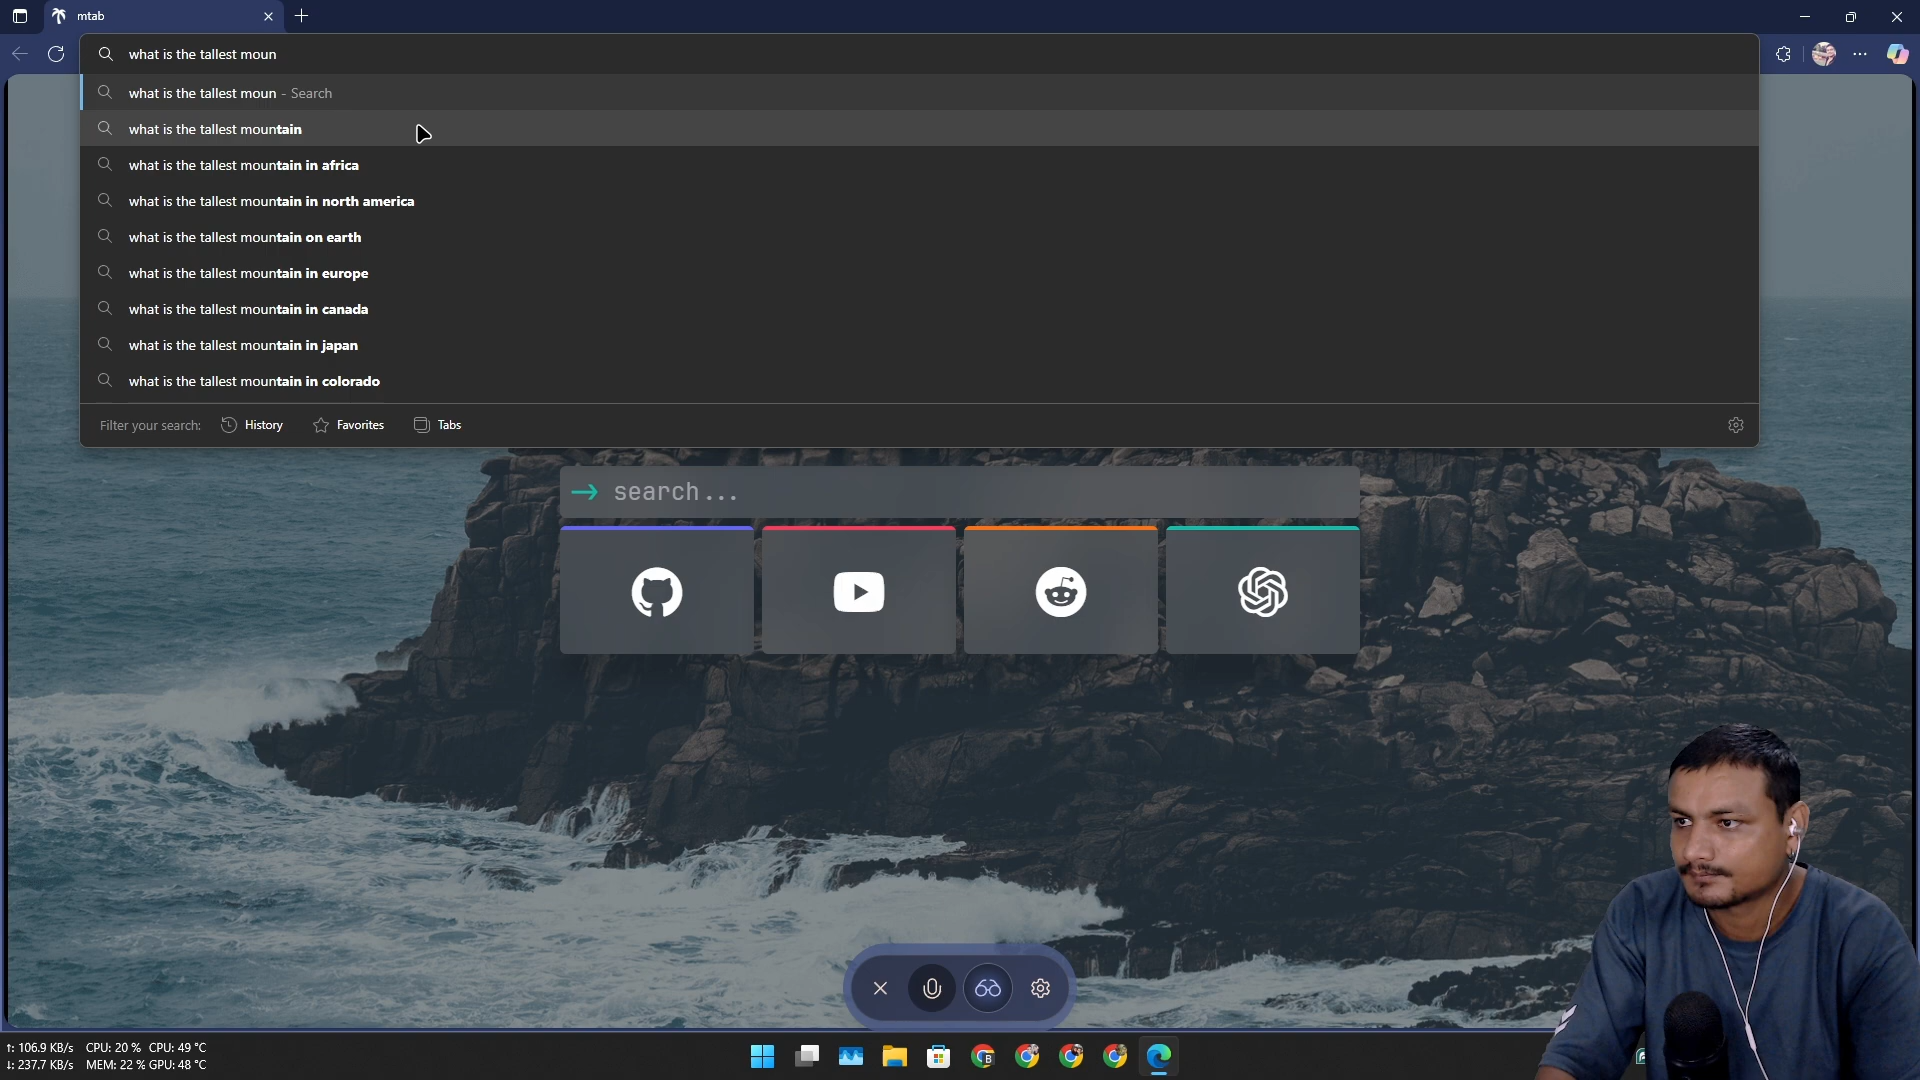 mtab
what is the tallest moun
what is the tallest moun - Search
what is the tallest mountain
what is the tallest mountain in africa
what is the tallest mountain in north america
what is the tallest mountain on earth
what is the tallest mountain in europe
what is the tallest mountain in canada
what is the tallest mountain in japan
what is the tallest mountain in colorado
Filter your search: History Favorites Tabs
search...
↑: 106.9 KB/s CPU: 20 % CPU: 49 °C
↓: 237.7 KB/s MEM: 22 % GPU: 48 °C